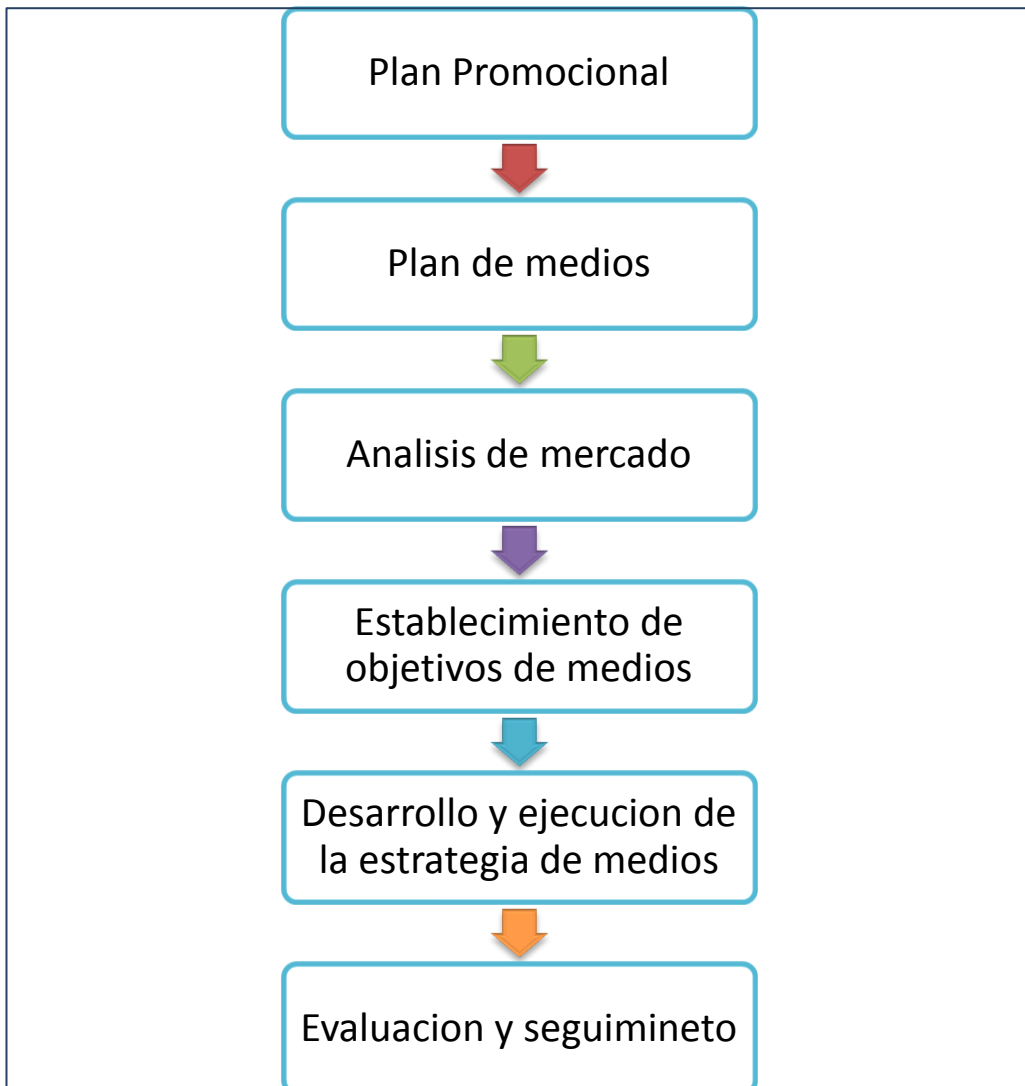 Plan Promocional
Plan de medios
Analisis de mercado
Establecimiento de
objetivos de medios
Desarrollo y ejecucion de
la estrategia de medios
Evaluacion y seguimineto